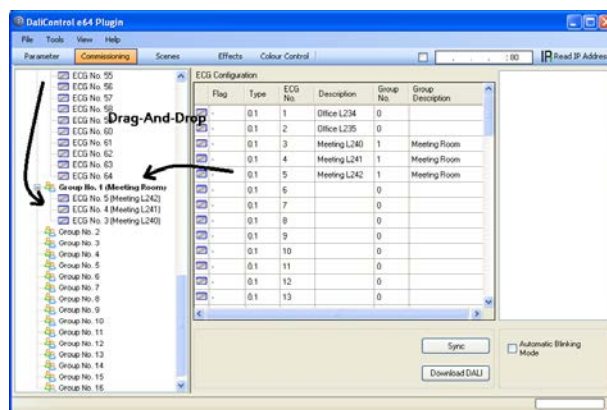 DaliControl e64 Plugin
File Tools View Help
Parameter Commissioning Scenes Effects Colour Control . . . :80 Read IP Address
ECG No. 55
ECG No. 56
ECG No. 57
ECG No. 58
ECG No. 59
Drag-And-Drop
ECG No. 60
ECG No. 61
ECG No. 62
ECG No. 63
ECG No. 64
Group No. 1 (Meeting Room)
ECG No. 5 (Meeting L242)
ECG No. 4 (Meeting L241)
ECG No. 3 (Meeting L240)
Group No. 2
Group No. 3
Group No. 4
Group No. 5
Group No. 6
Group No. 7
Group No. 8
Group No. 9
Group No. 10
Group No. 11
Group No. 12
Group No. 13
Group No. 14
Group No. 15
Group No. 16
ECG Configuration
Flag Type ECG No. Description Group No. Group Description
- 0.1 1 Office L234 0
- 0.1 2 Office L235 0
- 0.1 3 Meeting L240 1 Meeting Room
- 0.1 4 Meeting L241 1 Meeting Room
- 0.1 5 Meeting L242 1 Meeting Room
- 0.1 6 0
- 0.1 7 0
- 0.1 8 0
- 0.1 9 0
- 0.1 10 0
- 0.1 11 0
- 0.1 12 0
- 0.1 13 0
Sync
Download DALI
Automatic Blinking
Mode